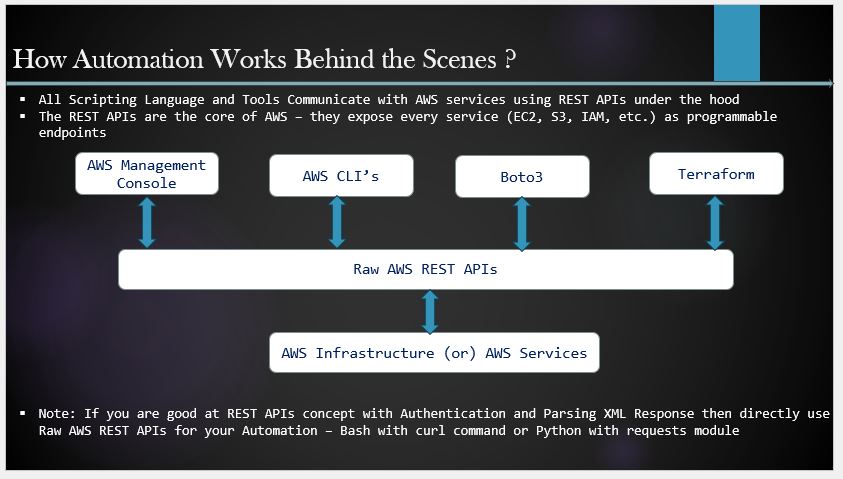 How Automation Works Behind the Scenes ?
▪ All Scripting Language and Tools Communicate with AWS services using REST APIs under the hood
▪ The REST APIs are the core of AWS – they expose every service (EC2, S3, IAM, etc.) as programmable
endpoints
AWS Management
Console
AWS CLI’s
Boto3
Terraform
Raw AWS REST APIs
AWS Infrastructure (or) AWS Services
▪ Note: If you are good at REST APIs concept with Authentication and Parsing XML Response then directly use
Raw AWS REST APIs for your Automation – Bash with curl command or Python with requests module